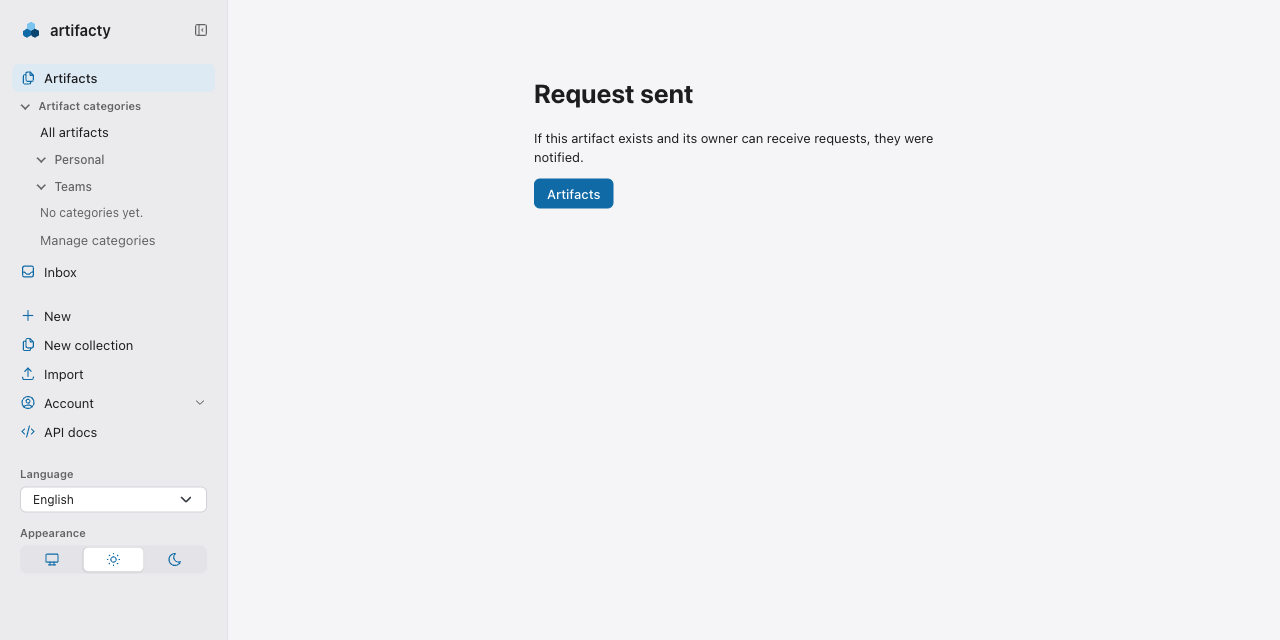 artifacty
Artifacts
Artifact categories
All artifacts
Personal
Teams
No categories yet.
Manage categories
Inbox
New
New collection
Import
Account
API docs
Language
English
Appearance
Request sent
If this artifact exists and its owner can receive requests, they were
notified.
Artifacts